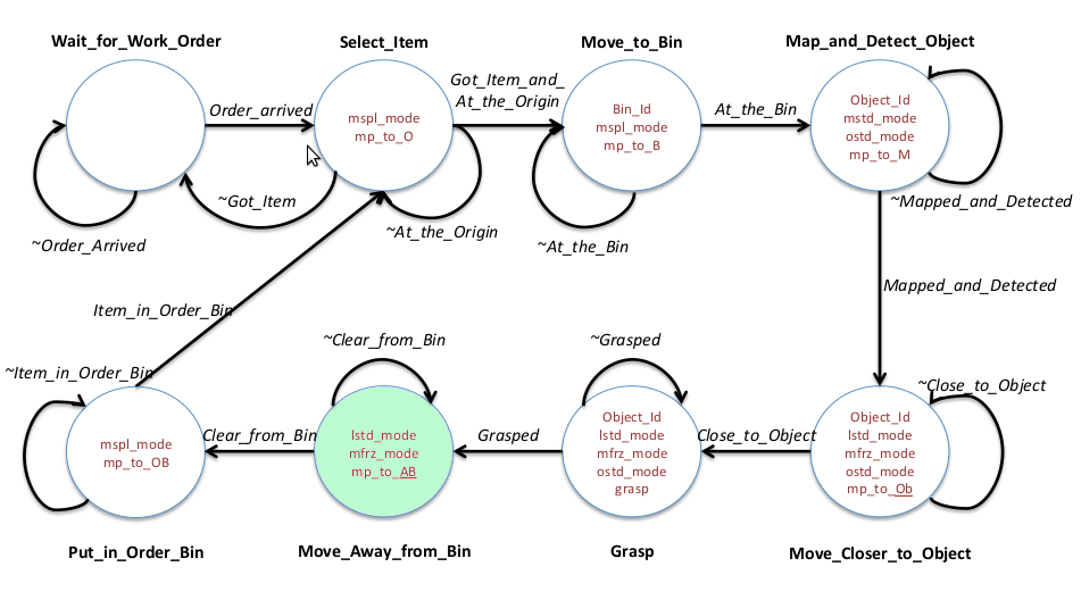 Wait_for_Work_Order
Select_Item
Move_to_Bin
Map_and_Detect_Object
Order_arrived
mspl_mode
mp_to_O
Got_Item_and_
At_the_Origin
Bin_Id
mspl_mode
mp_to_B
At_the_Bin
Object_Id
mstd_mode
ostd_mode
mp_to_M
~Order_Arrived
~Got_Item
~At_the_Origin
~At_the_Bin
~Mapped_and_Detected
Mapped_and_Detected
Item_in_Order_Bin
~Item_in_Order_Bin
~Clear_from_Bin
~Grasped
~Close_to_Object
mspl_mode
mp_to_OB
Clear_from_Bin
lstd_mode
mfrz_mode
mp_to_AB
Grasped
Object_Id
lstd_mode
mfrz_mode
ostd_mode
grasp
Close_to_Object
Object_Id
lstd_mode
mfrz_mode
ostd_mode
mp_to_Ob
Put_in_Order_Bin
Move_Away_from_Bin
Grasp
Move_Closer_to_Object